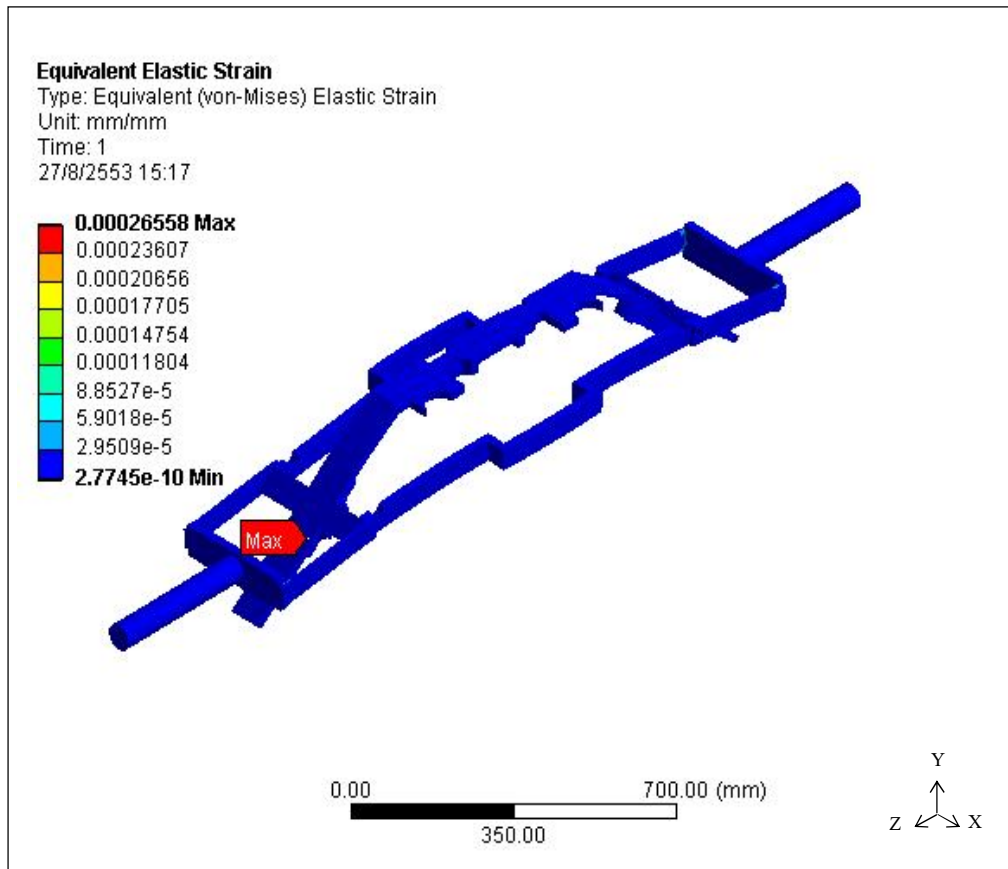 Equivalent Elastic Strain
Type: Equivalent (von-Mises) Elastic Strain
Unit: mm/mm
Time: 1
27/8/2553 15:17
0.00026558 Max
0.00023607
0.00020656
0.00017705
0.00014754
0.00011804
8.8527e-5
5.9018e-5
2.9509e-5
2.7745e-10 Min
Max
0.00 700.00 (mm)
350.00
Y
Z X